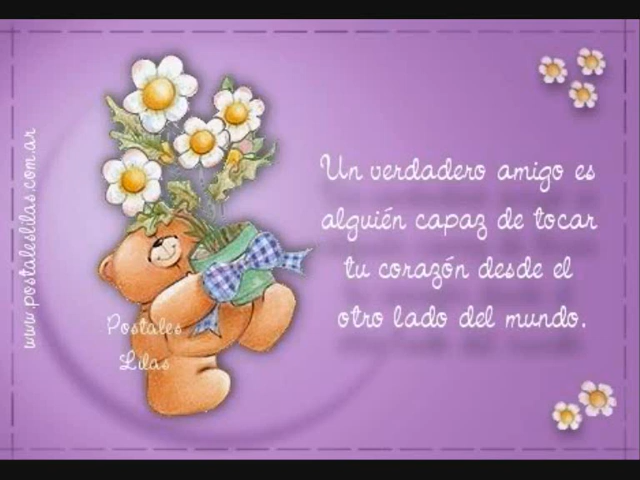 www.postaleslilas.com.ar
Un verdadero amigo es
alguién capaz de tocar
tu corazón desde el
otro lado del mundo.
Postales
Lilas